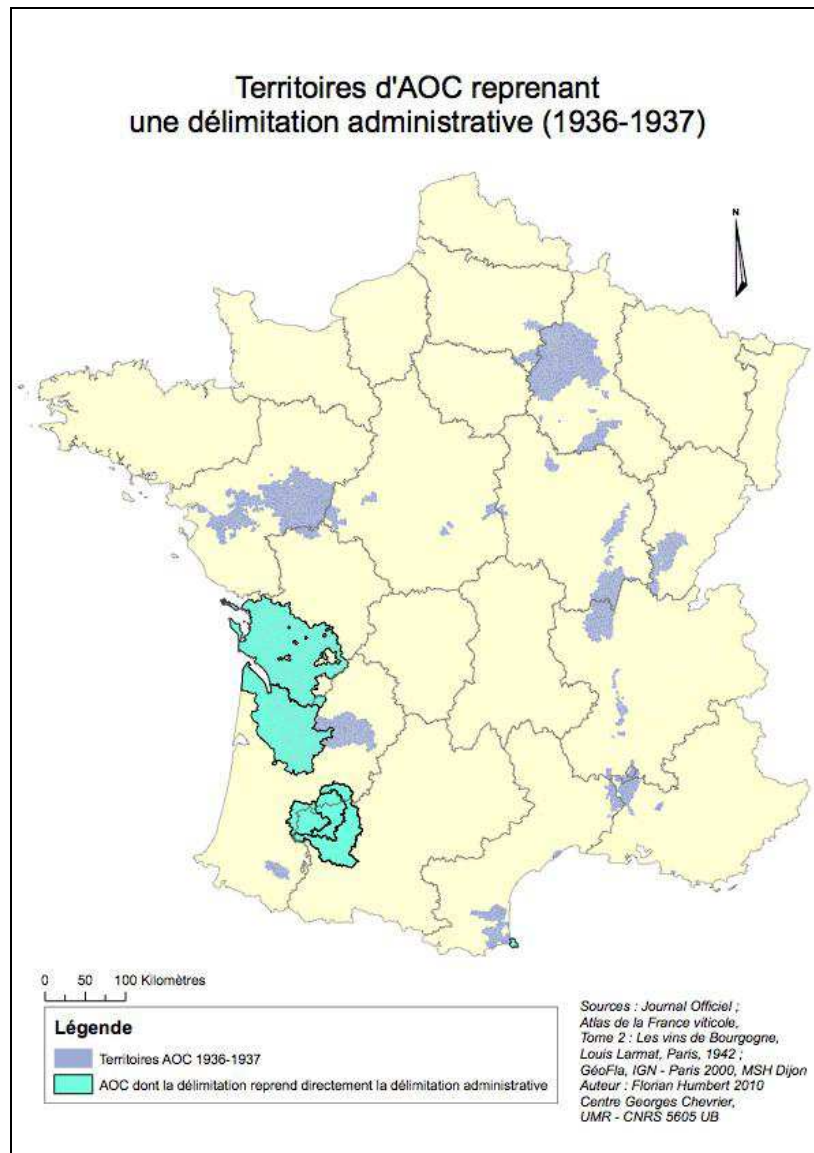 Territoires d'AOC reprenant
une délimitation administrative (1936-1937)
N
0 50 100 Kilomètres
Légende
Territoires AOC 1936-1937
AOC dont la délimitation reprend directement la délimitation administrative
Sources : Journal Officiel ;
Atlas de la France viticole,
Tome 2 : Les vins de Bourgogne,
Louis Larmat, Paris, 1942 ;
GéoFla, IGN - Paris 2000, MSH Dijon
Auteur : Florian Humbert 2010
Centre Georges Chevrier,
UMR - CNRS 5605 UB